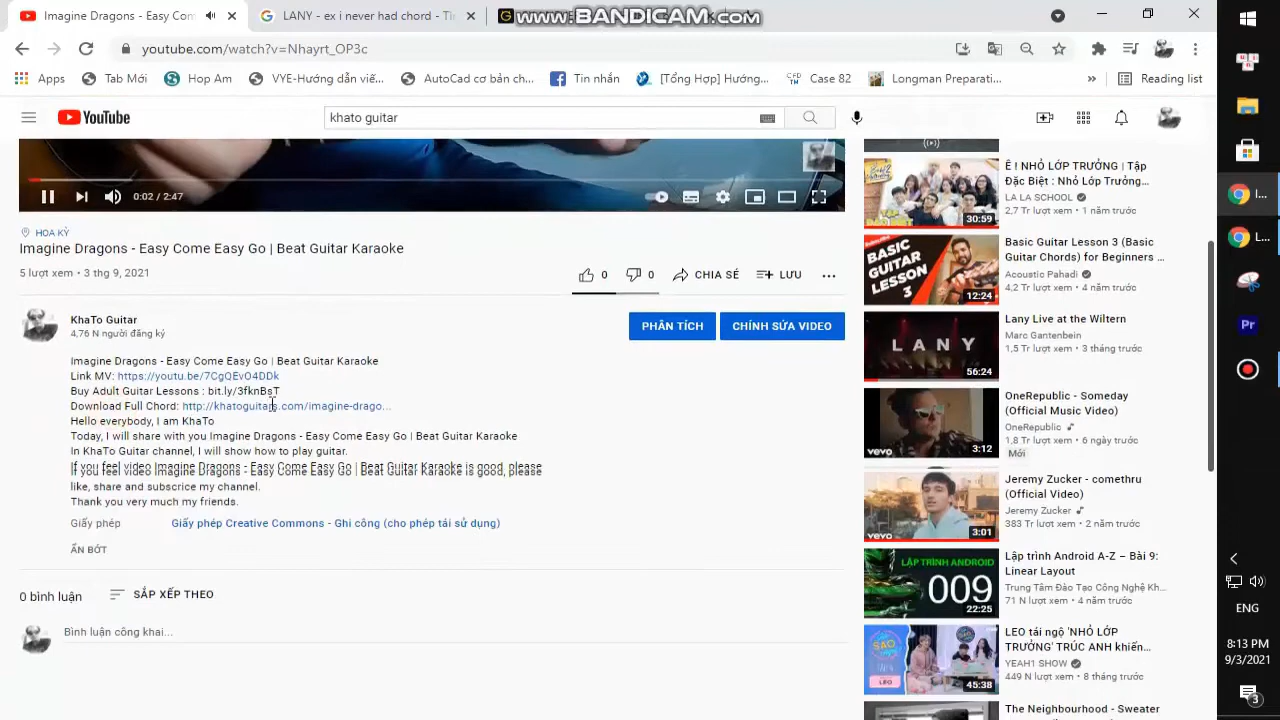 Imagine Dragons - Easy Com
LANY - ex i never had chord - T
WWW.BANDICAM.COM
youtube.com/watch?v=Nhayrt_OP3c
Apps
Tab Mới
Hop Am
VYE-Hướng dẫn viế...
AutoCad cơ bản ch...
Tin nhắn
[Tổng Hợp] Hướng...
Case 82
Longman Preparati...
»
Reading list
YouTube
khato guitar
0:02 / 2:47
HOA KỲ
Imagine Dragons - Easy Come Easy Go | Beat Guitar Karaoke
5 lượt xem • 3 thg 9, 2021
0
0
CHIA SẺ
LƯU
KhaTo Guitar
4,76 N người đăng ký
PHÂN TÍCH
CHỈNH SỬA VIDEO
Imagine Dragons - Easy Come Easy Go | Beat Guitar Karaoke
Link MV: https://youtu.be/7CgQEvO4DDk
Buy Adult Guitar Lessons : bit.ly/3fknBsT
Download Full Chord: http://khatoguitars.com/imagine-drago...
Hello everybody, I am KhaTo
Today, I will share with you Imagine Dragons - Easy Come Easy Go | Beat Guitar Karaoke
In KhaTo Guitar channel, I will show how to play guitar.
If you feel video Imagine Dragons - Easy Come Easy Go | Beat Guitar Karaoke is good, please
like, share and subscrice my channel.
Thank you very much my friends.
Giấy phép
Giấy phép Creative Commons - Ghi công (cho phép tái sử dụng)
ẨN BỚT
0 bình luận
SẮP XẾP THEO
Bình luận công khai...
30:59
Ê ! NHỎ LỚP TRƯỞNG | Tập
Đặc Biệt : Nhỏ Lớp Trưởng...
LA LA SCHOOL
2,7 Tr lượt xem • 1 năm trước
BASIC
GUITAR
LESSON
3
12:24
Basic Guitar Lesson 3 (Basic
Guitar Chords) for Beginners ...
Acoustic Pahadi
4,2 Tr lượt xem • 4 năm trước
LANY
56:24
Lany Live at the Wiltern
Marc Gantenbein
1,5 Tr lượt xem • 3 tháng trước
vevo
3:12
OneRepublic - Someday
(Official Music Video)
OneRepublic
1,8 Tr lượt xem • 6 ngày trước
Mới
vevo
3:01
Jeremy Zucker - comethru
(Official Video)
Jeremy Zucker
383 Tr lượt xem • 2 năm trước
LẬP TRÌNH ANDROID
009
22:25
Lập trình Android A-Z – Bài 9:
Linear Layout
Trung Tâm Đào Tạo Công Nghệ Kh...
71 N lượt xem • 4 năm trước
SAO
LEO
45:38
LEO tái ngộ 'NHỎ LỚP
TRƯỞNG' TRÚC ANH khiến...
YEAH1 SHOW
449 N lượt xem • 8 tháng trước
The Neighbourhood - Sweater
I...
L...
Pr
ENG
8:13 PM
9/3/2021
3